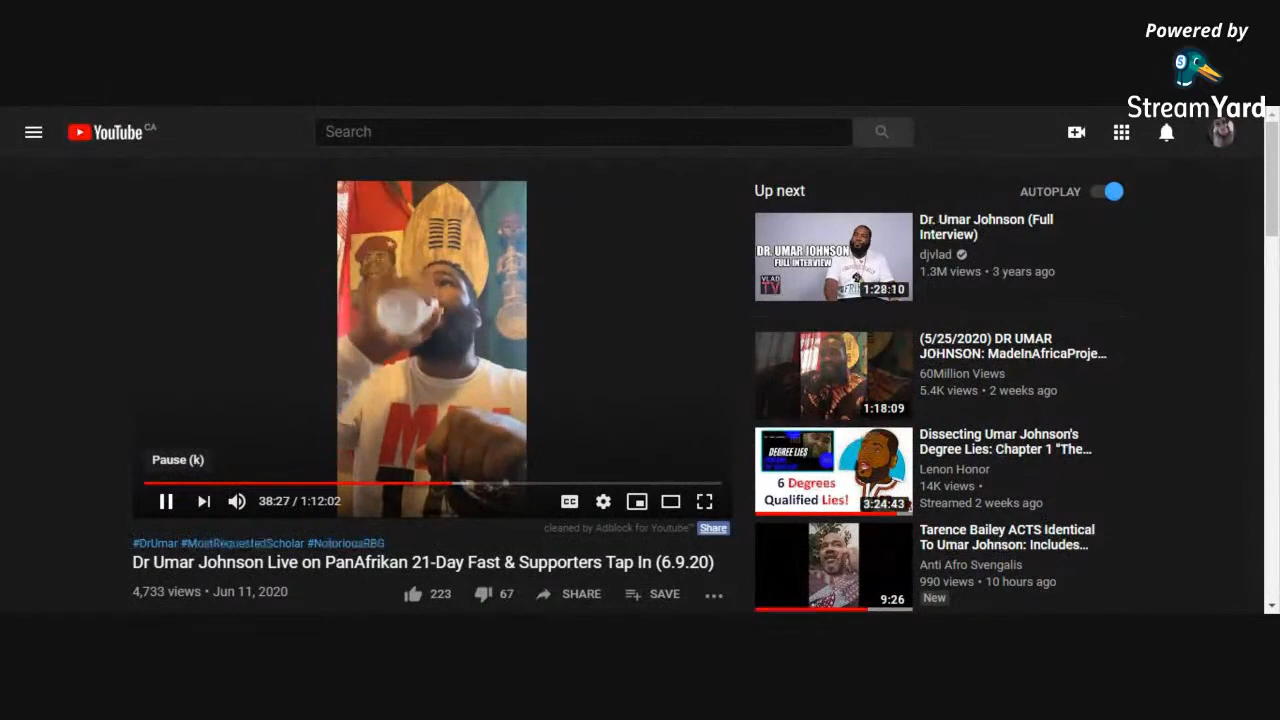 Powered by
StreamYard
YouTube CA
Search
Up next
AUTOPLAY
DR. UMAR JOHNSON
FULL INTERVIEW
VLAD
TV
1:28:10
Dr. Umar Johnson (Full
Interview)
djvlad
1.3M views • 3 years ago
1:18:09
(5/25/2020) DR UMAR
JOHNSON: MadeInAfricaProje...
60Million Views
5.4K views • 2 weeks ago
DEGREE LIES
6 Degrees
Qualified Lies!
3:24:43
Dissecting Umar Johnson's
Degree Lies: Chapter 1 "The...
Lenon Honor
14K views •
Streamed 2 weeks ago
9:26
Tarence Bailey ACTS Identical
To Umar Johnson: Includes...
Anti Afro Svengalis
990 views • 10 hours ago
New
Pause (k)
38:27 / 1:12:02
CC
cleaned by Adblock for Youtube™ Share
#DrUmar #MostRequestedScholar #NotoriousRBG
Dr Umar Johnson Live on PanAfrikan 21-Day Fast & Supporters Tap In (6.9.20)
4,733 views • Jun 11, 2020
223
67
SHARE
SAVE